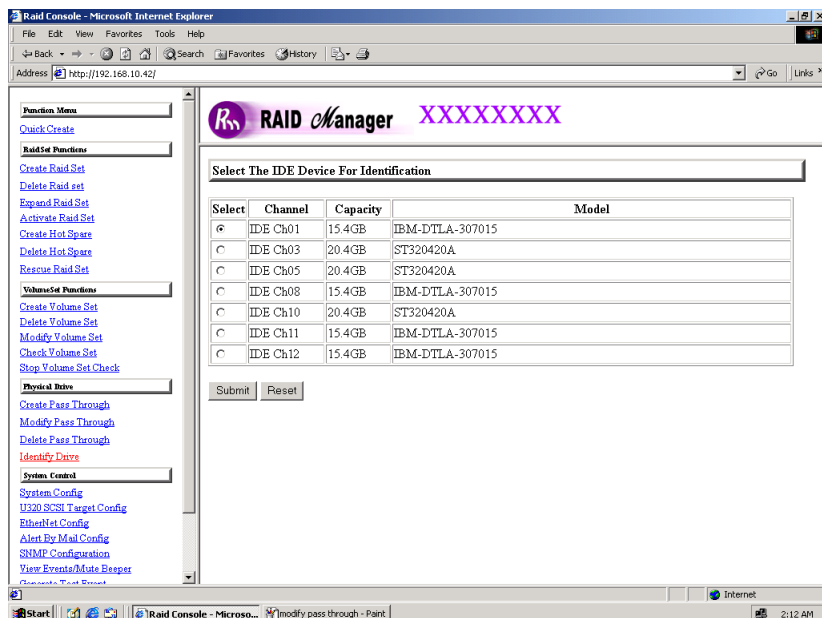 Raid Console - Microsoft Internet Explorer
File Edit View Favorites Tools Help
Back Search Favorites History
Address http://192.168.10.42/ Go Links
Function Menu
Quick Create
Raid Set Functions
Create Raid Set
Delete Raid set
Expand Raid Set
Activate Raid Set
Create Hot Spare
Delete Hot Spare
Rescue Raid Set
VolumeSet Functions
Create Volume Set
Delete Volume Set
Modify Volume Set
Check Volume Set
Stop Volume Set Check
Physical Drive
Create Pass Through
Modify Pass Through
Delete Pass Through
Identify Drive
System Control
System Config
U320 SCSI Target Config
EtherNet Config
Alert By Mail Config
SNMP Configuration
View Events/Mute Beeper
Generate Test Event
Rm RAID Manager XXXXXXXX
Select The IDE Device For Identification
Select Channel Capacity Model
IDE Ch01 15.4GB IBM-DTLA-307015
IDE Ch03 20.4GB ST320420A
IDE Ch05 20.4GB ST320420A
IDE Ch08 15.4GB IBM-DTLA-307015
IDE Ch10 20.4GB ST320420A
IDE Ch11 15.4GB IBM-DTLA-307015
IDE Ch12 15.4GB IBM-DTLA-307015
Submit Reset
Internet
Start Raid Console - Microso... modify pass through - Paint 2:12 AM